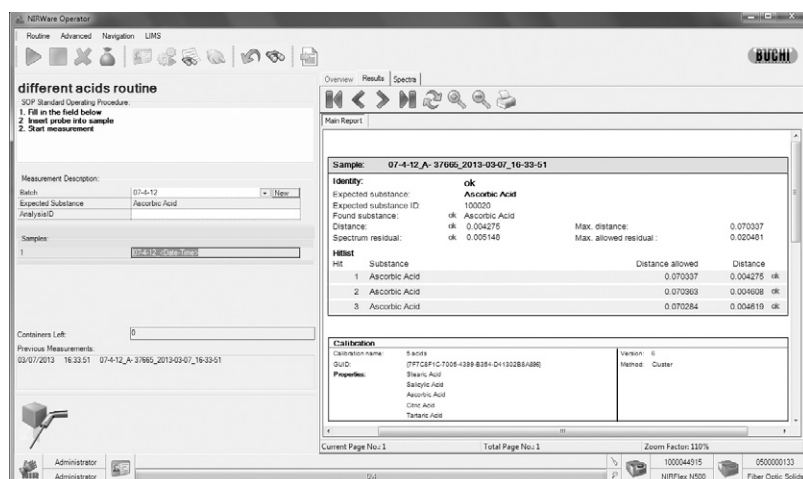 NIRWare Operator
Routine Advanced Navigation LIMS
BUCHI
different acids routine
SOP Standard Operating Procedure:
1. Fill in the field below
2 Insert probe into sample
2. Start measurement
Measurement Description:
Batch 07-4-12 New
Expected Substance Ascorbic Acid
AnalysisID
Samples:
1 07-4-12_<Date Time>
Containers Left: 0
Previous Measurements:
03/07/2013 16:33:51 07-4-12_A- 37665_2013-03-07_16-33-51
Overview Results Spectra
Main Report
Sample: 07-4-12_A- 37665_2013-03-07_16-33-51
Identity: ok
Expected substance: Ascorbic Acid
Expected substance ID: 100020
Found substance: ok Ascorbic Acid
Distance: ok 0.004275 Max. distance: 0.070337
Spectrum residual: ok 0.005148 Max. allowed residual : 0.020481
Hitlist
Hit Substance Distance allowed Distance
1 Ascorbic Acid 0.070337 0.004275 ok
2 Ascorbic Acid 0.070363 0.004608 ok
3 Ascorbic Acid 0.070284 0.004619 ok
Calibration
Calibration name: 5 acids Version: 6
GUID: Method: Cluster
Properties: Stearic Acid
Salicylic Acid
Ascorbic Acid
Citric Acid
Tartaric Acid
Current Page No.: 1 Total Page No.: 1 Zoom Factor: 110%
Administrator 1000044915 0500000133
NIR Administrator NIRFlex N500 Fiber Optic Solids